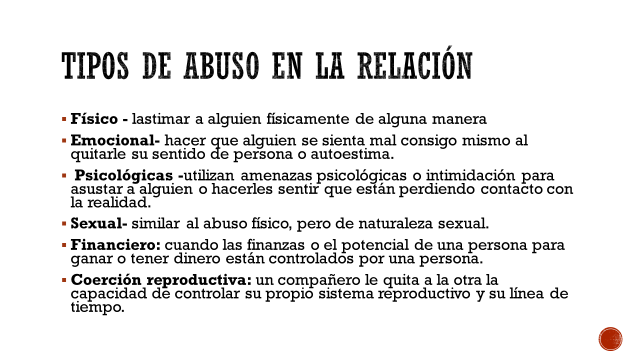 TIPOS DE ABUSO EN LA RELACIÓN
▪ Físico - lastimar a alguien físicamente de alguna manera
▪ Emocional- hacer que alguien se sienta mal consigo mismo al
quitarle su sentido de persona o autoestima.
▪ Psicológicas -utilizan amenazas psicológicas o intimidación para
asustar a alguien o hacerles sentir que están perdiendo contacto con
la realidad.
▪ Sexual- similar al abuso físico, pero de naturaleza sexual.
▪ Financiero: cuando las finanzas o el potencial de una persona para
ganar o tener dinero están controlados por una persona.
▪ Coerción reproductiva: un compañero le quita a la otra la
capacidad de controlar su propio sistema reproductivo y su línea de
tiempo.